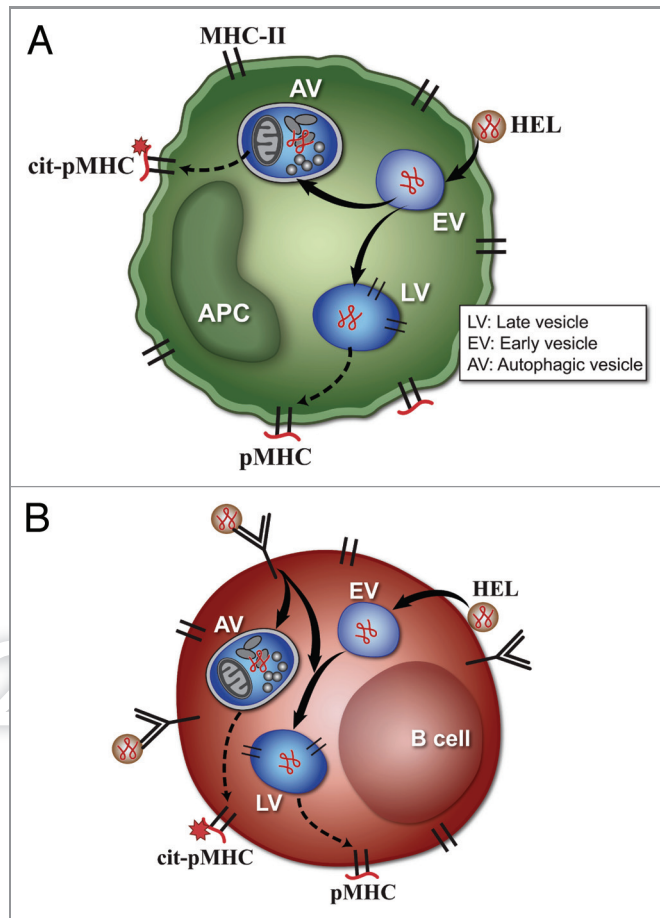 A
MHC-II
AV
HEL
cit-pMHC
EV
LV
APC
LV: Late vesicle
EV: Early vesicle
AV: Autophagic vesicle
pMHC
B
EV
HEL
AV
B cell
LV
cit-pMHC
pMHC